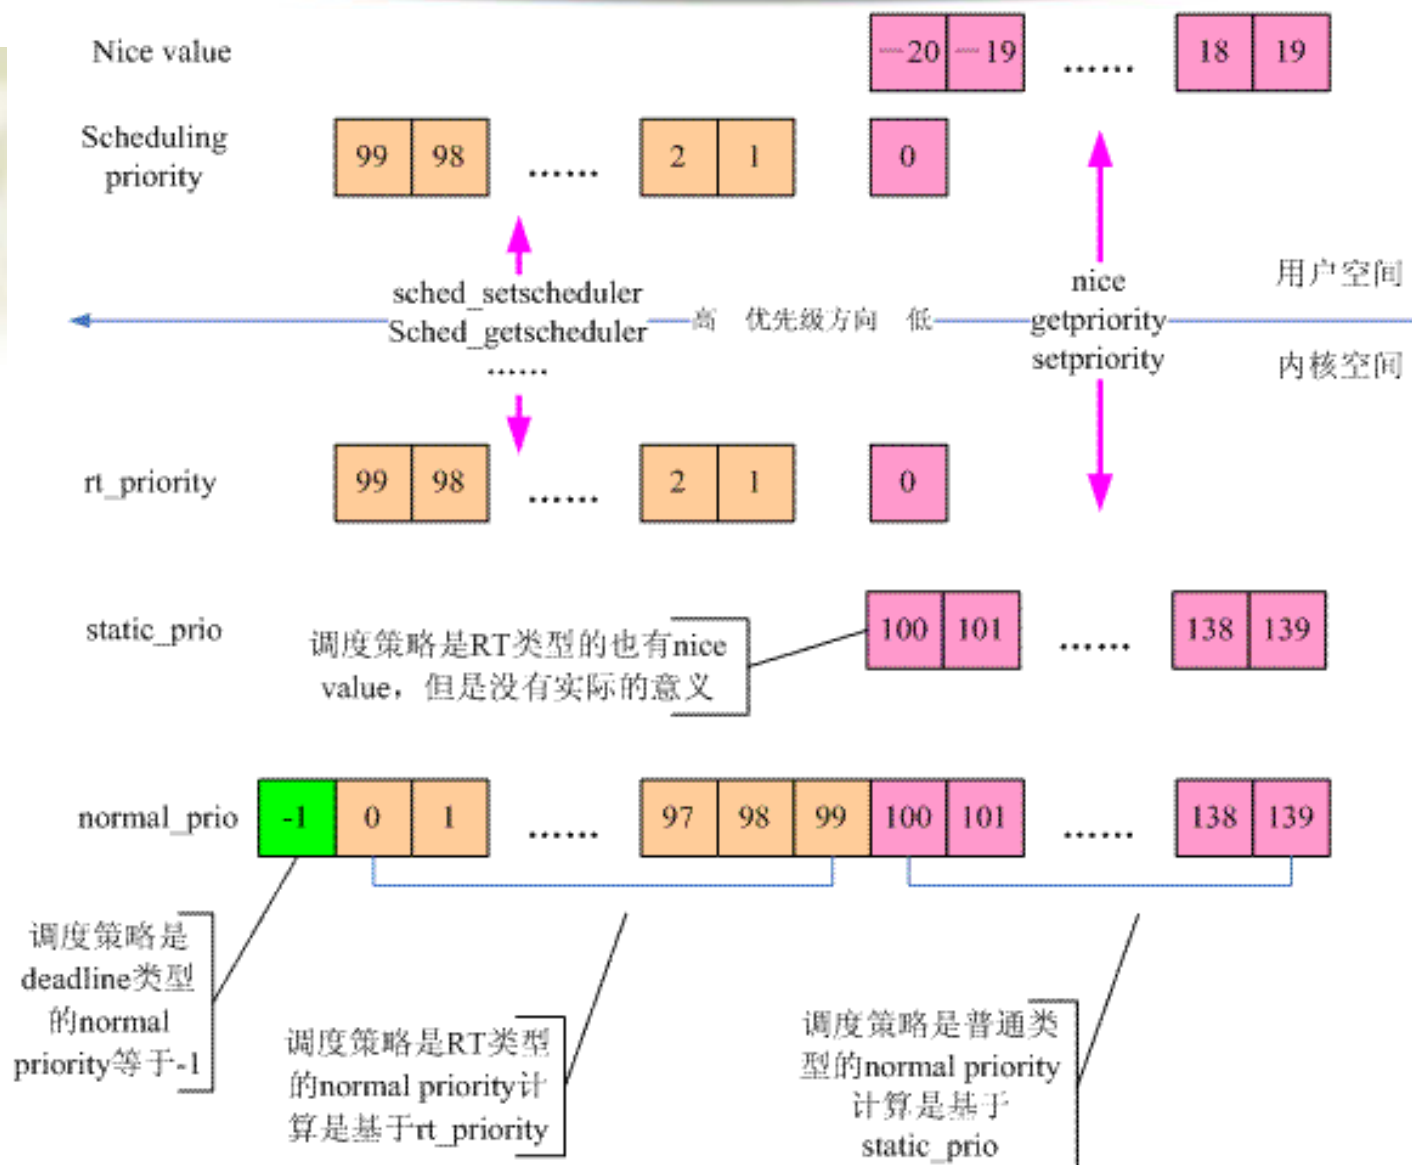 Nice value
—20 —19 …… 18 19
Scheduling
priority
99 98 …… 2 1 0
sched_setscheduler
Sched_getscheduler
……
高 优先级方向 低
nice
getpriority
setpriority
用户空间
内核空间
rt_priority
99 98 …… 2 1 0
static_prio
100 101 …… 138 139
调度策略是RT类型的也有nice
value，但是没有实际的意义
normal_prio
-1 0 1 …… 97 98 99 100 101 …… 138 139
调度策略是
deadline类型
的normal
priority等于-1
调度策略是RT类型
的normal priority计
算是基于rt_priority
调度策略是普通类
型的normal priority
计算是基于
static_prio